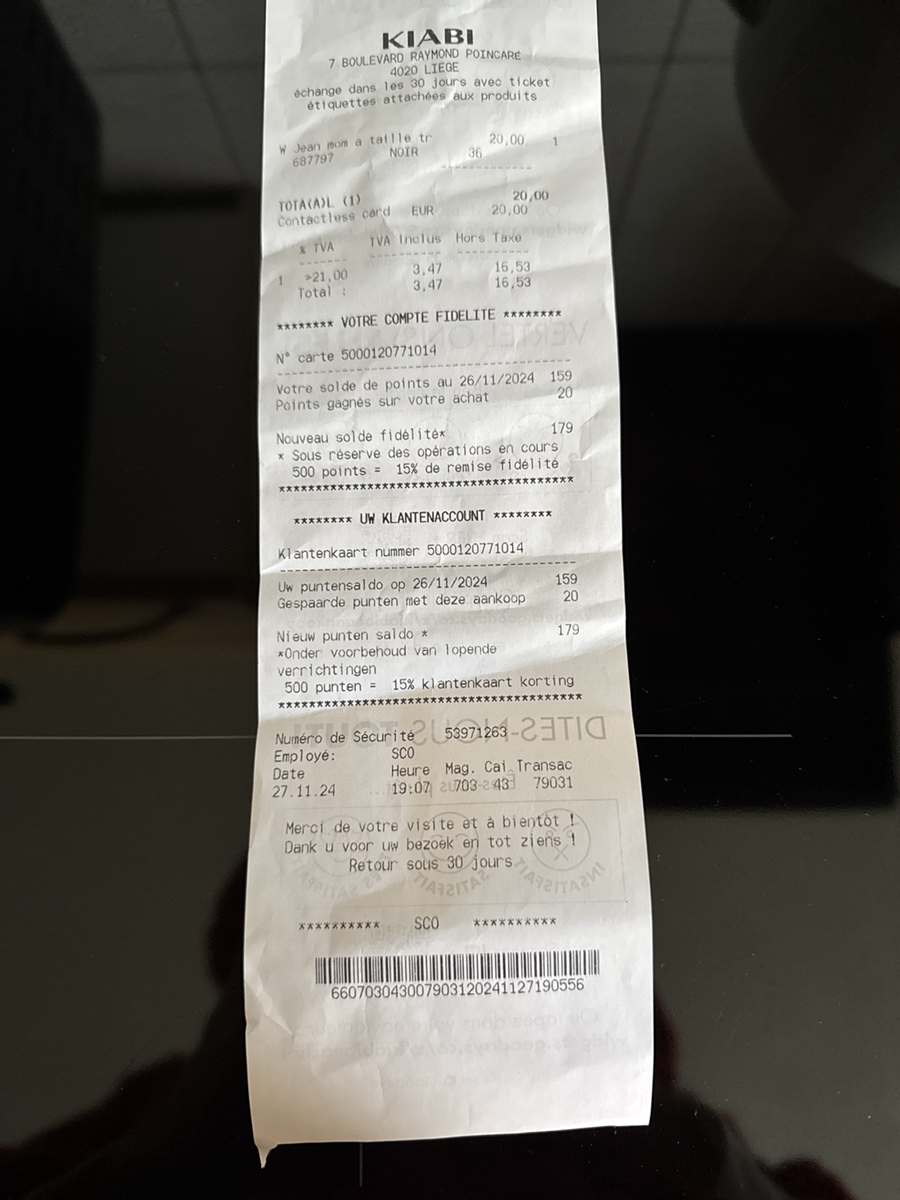 KIABI
7 BOULEVARD RAYMOND POINCARE
4020 LIEGE
échange dans les 30 jours avec ticket
étiquettes attachées aux produits
W Jean mom a taille tr 20,00 1
687797 NOIR 36
TOTA(A)L (1) 20,00
Contactless card EUR 20,00
% TVA TVA Inclus Hors Taxe
1 >21,00 3,47 16,53
Total : 3,47 16,53
******** VOTRE COMPTE FIDELITE ********
N° carte 5000120771014
Votre solde de points au 26/11/2024 159
Points gagnés sur votre achat 20
Nouveau solde fidélité* 179
* Sous réserve des opérations en cours
500 points = 15% de remise fidélité
****************************************
******** UW KLANTENACCOUNT ********
Klantenkaart nummer 5000120771014
Uw puntensaldo op 26/11/2024 159
Gespaarde punten met deze aankoop 20
Nieuw punten saldo * 179
*Onder voorbehoud van lopende
verrichtingen
500 punten = 15% klantenkaart korting
****************************************
Numéro de Sécurité 53971263
Employé: SCO
Date Heure Mag. Cai Transac
27.11.24 19:07 703 43 79031
Merci de votre visite et à bientôt !
Dank u voor uw bezoek en tot ziens !
Retour sous 30 jours
********** SCO **********
660703043007903120241127190556